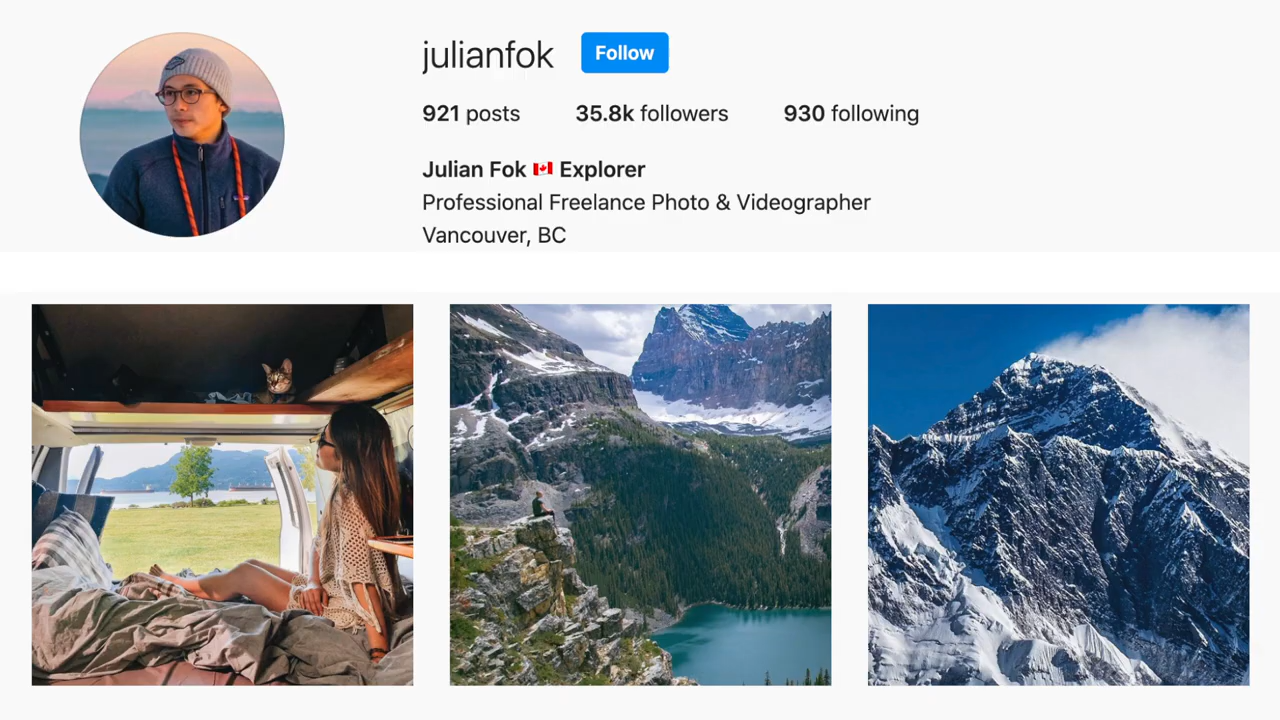 julianfok Follow
921 posts 35.8k followers 930 following
Julian Fok 🇨🇦 Explorer
Professional Freelance Photo & Videographer
Vancouver, BC